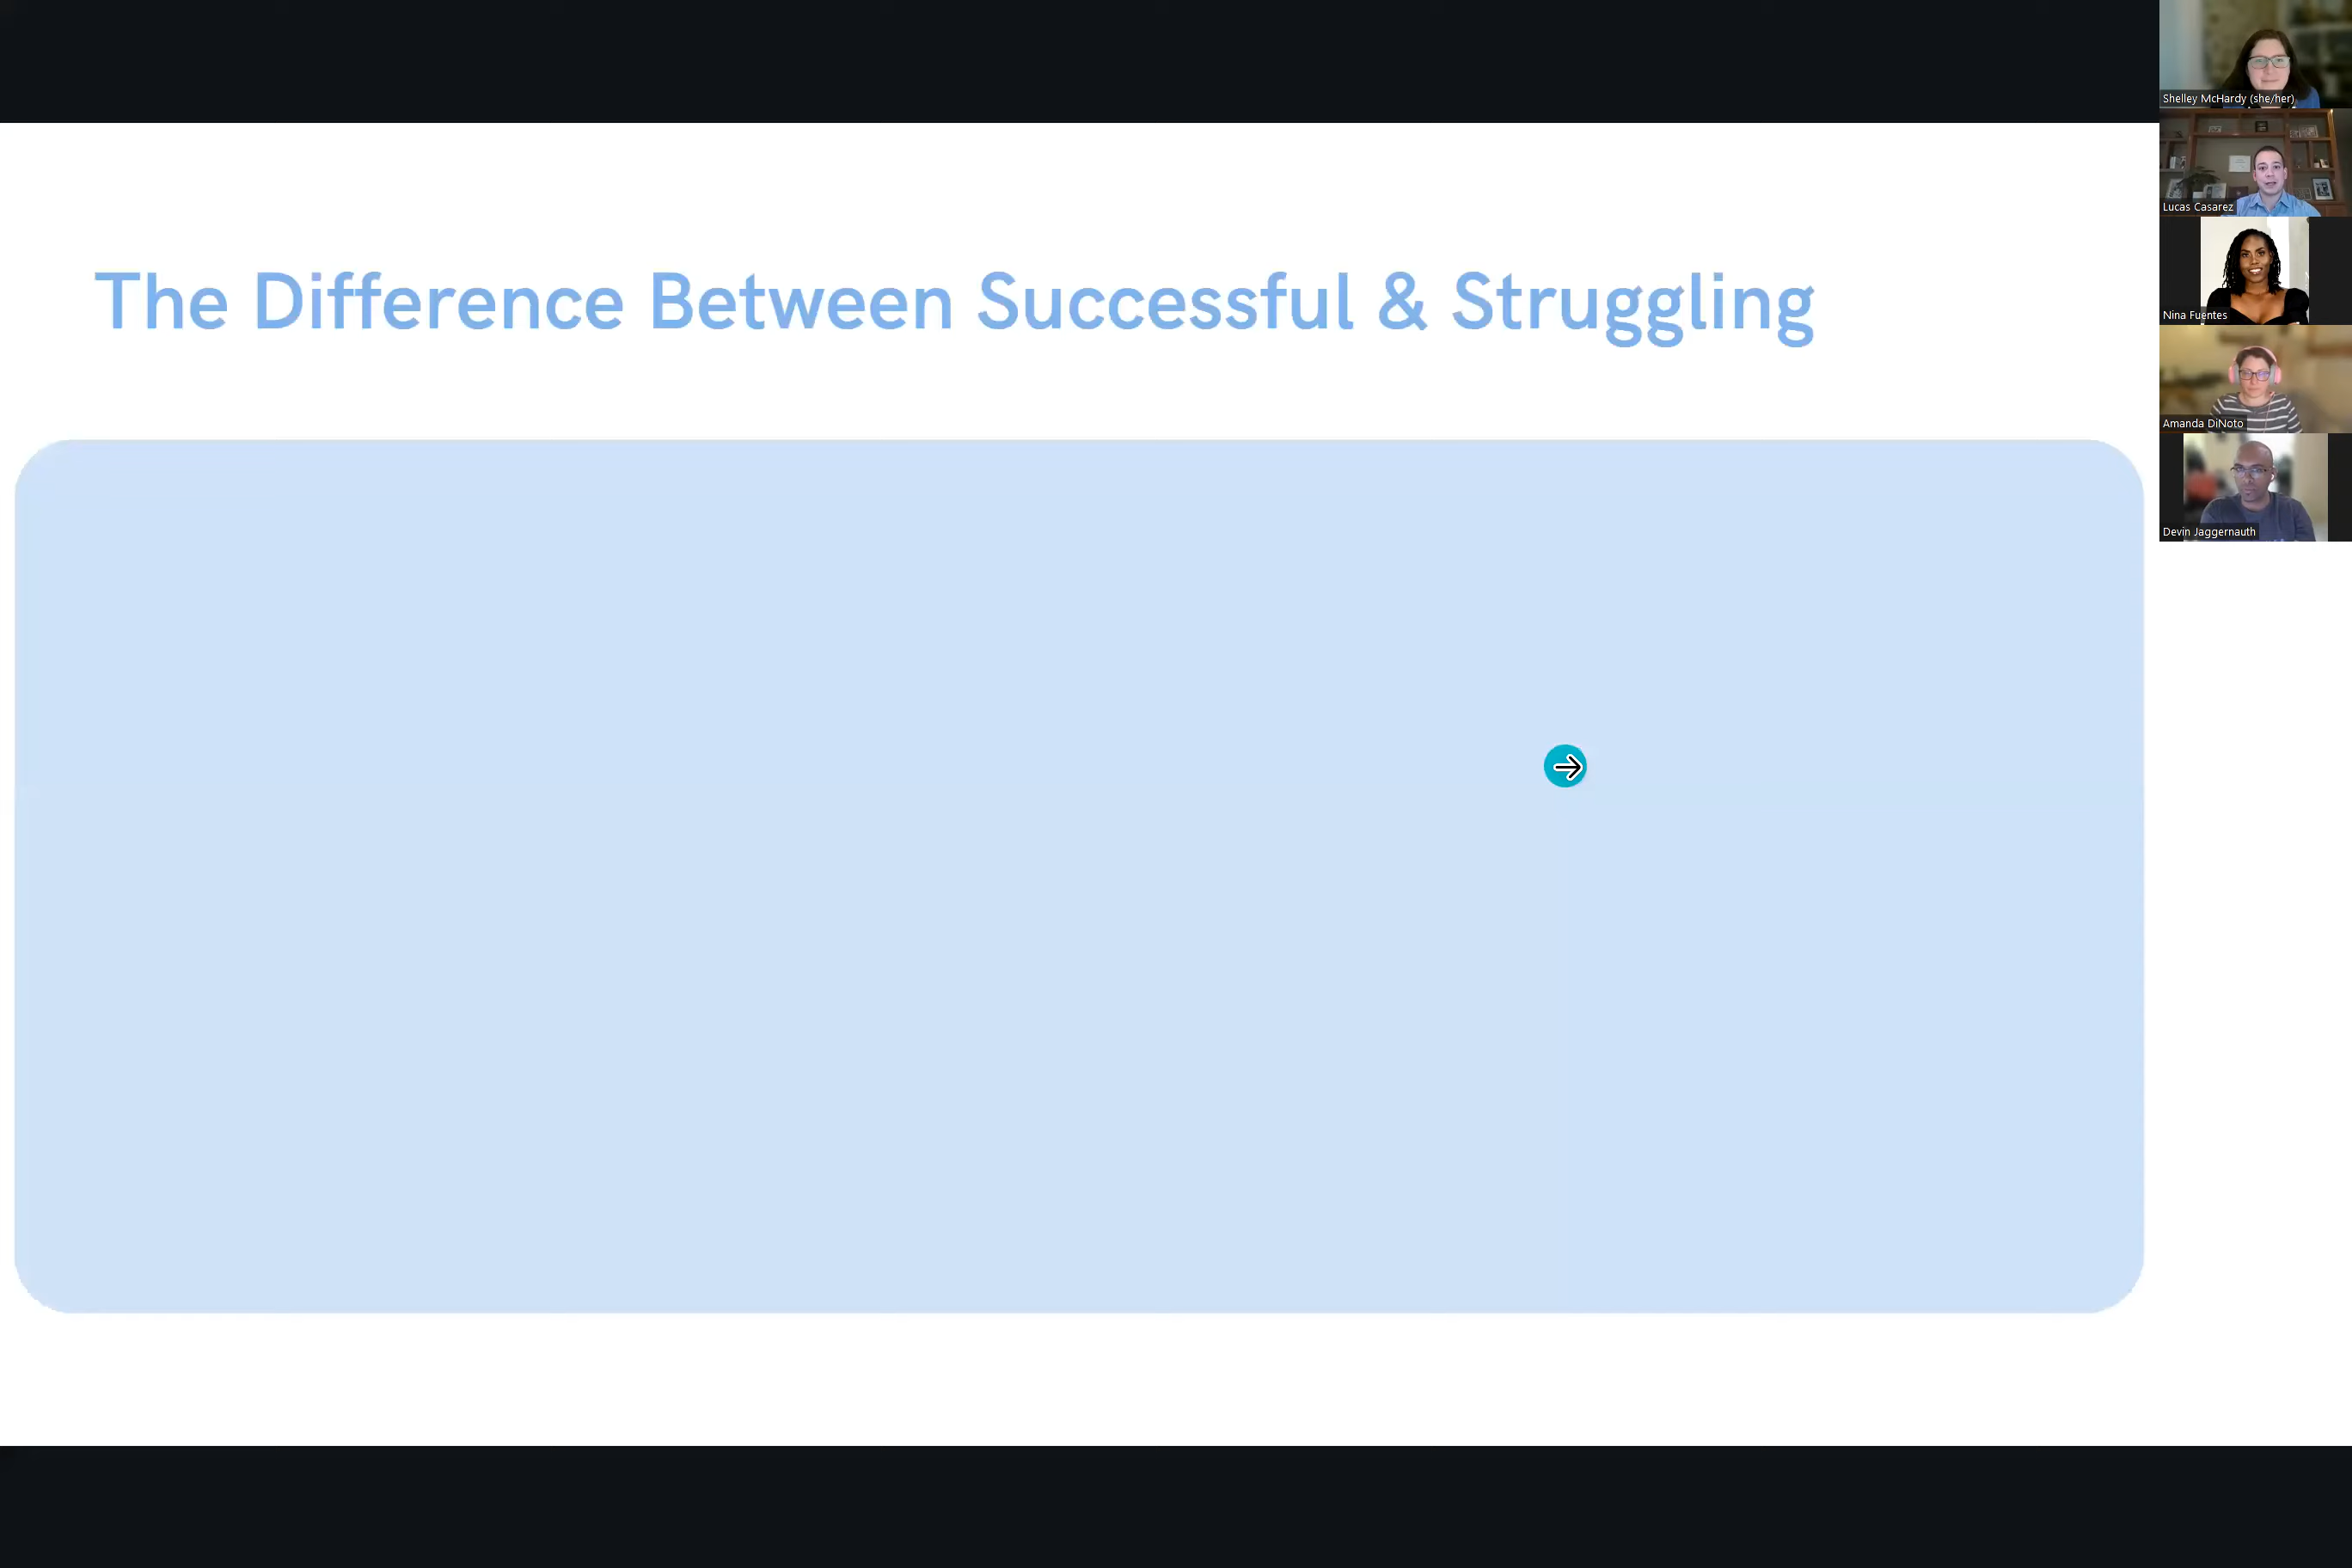 The Difference Between Successful & Struggling
Shelley McHardy (she/her)
Lucas Casarez
Nina Fuentes
Amanda DiNoto
Devin Jaggernauth